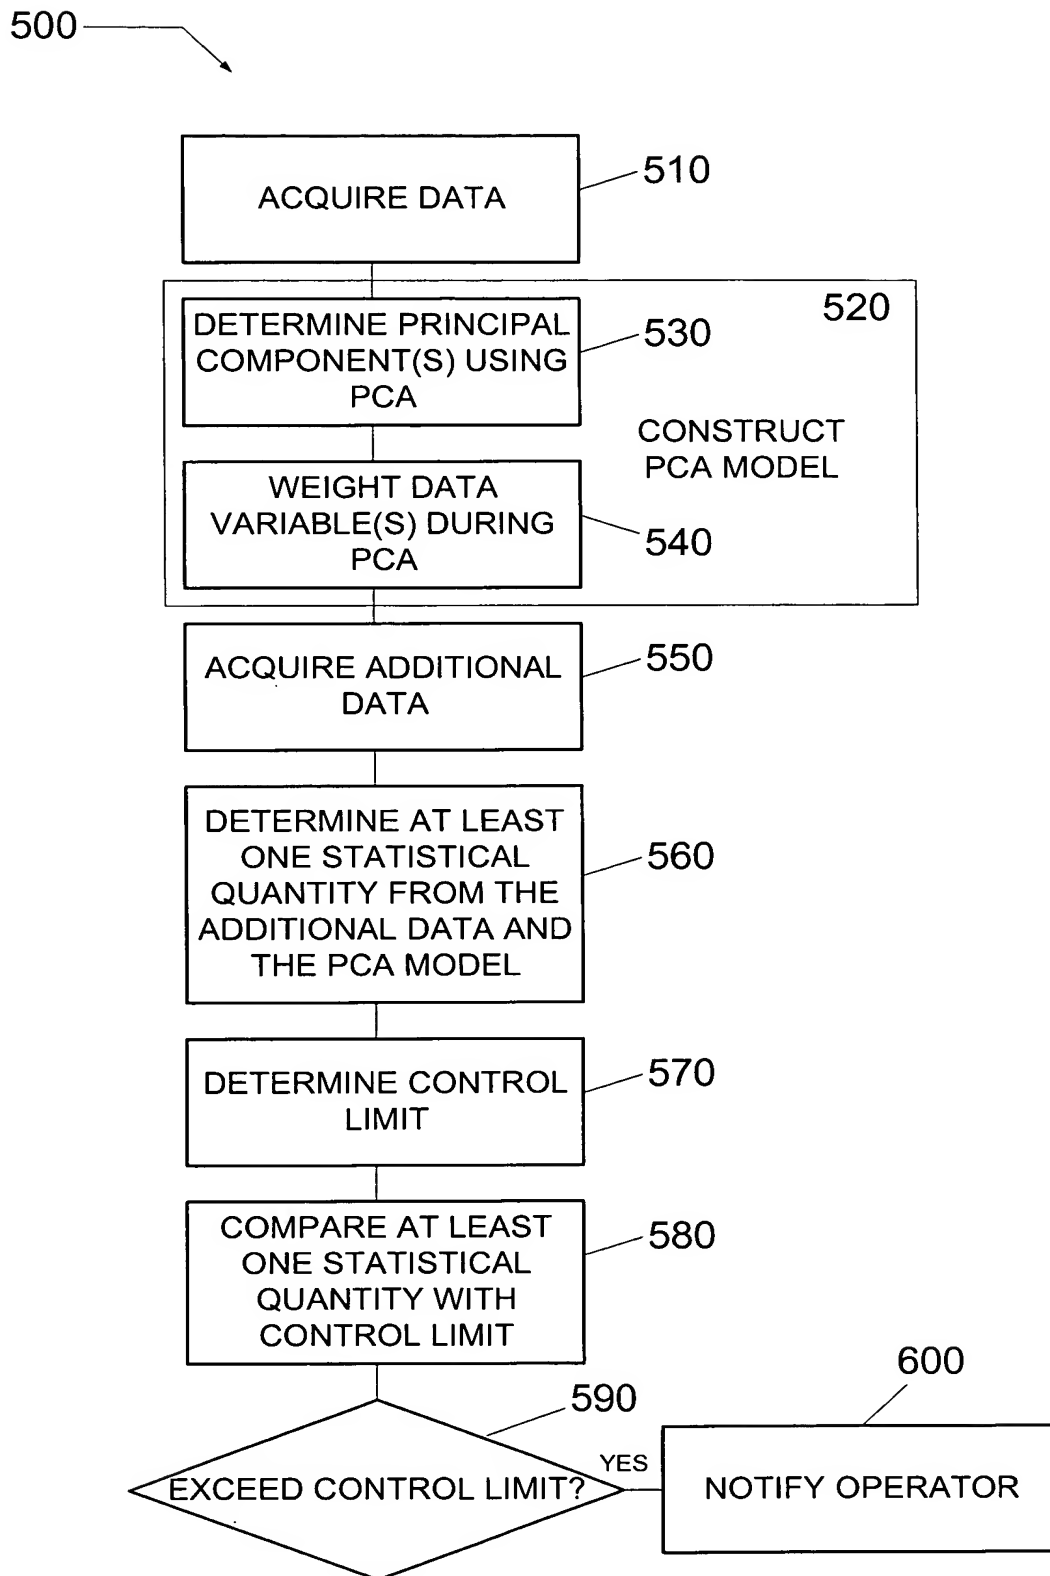 500
ACQUIRE DATA
510
520
DETERMINE PRINCIPAL
COMPONENT(S) USING
PCA
530
CONSTRUCT
PCA MODEL
WEIGHT DATA
VARIABLE(S) DURING
PCA
540
ACQUIRE ADDITIONAL
DATA
550
DETERMINE AT LEAST
ONE STATISTICAL
QUANTITY FROM THE
ADDITIONAL DATA AND
THE PCA MODEL
560
DETERMINE CONTROL
LIMIT
570
COMPARE AT LEAST
ONE STATISTICAL
QUANTITY WITH
CONTROL LIMIT
580
590
EXCEED CONTROL LIMIT?
YES
600
NOTIFY OPERATOR